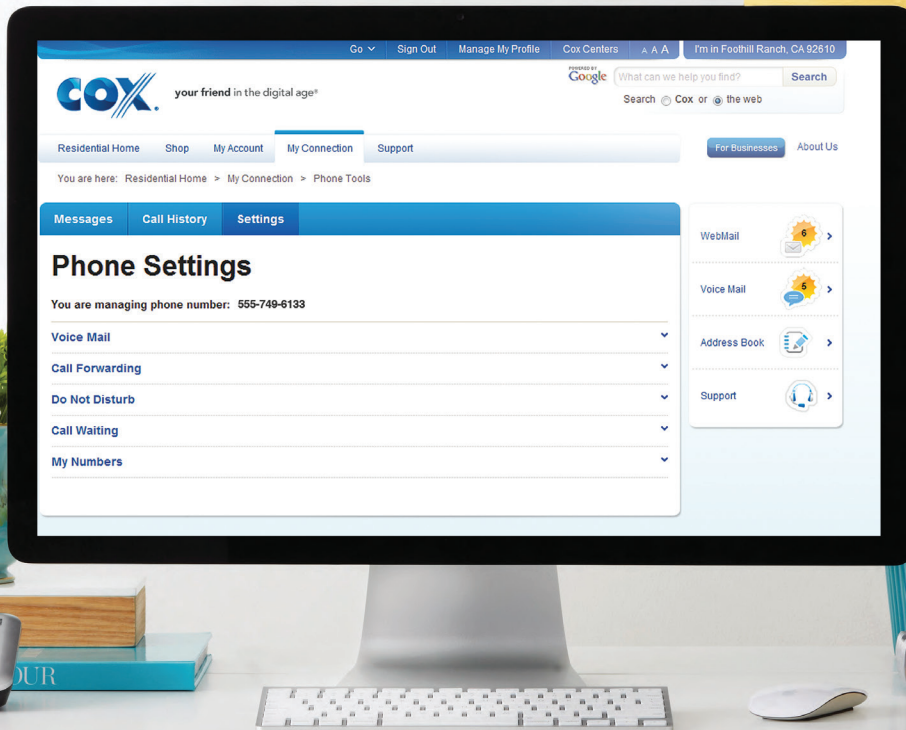 Go Sign Out Manage My Profile Cox Centers A A A I'm in Foothill Ranch, CA 92610
COX. your friend in the digital age®
POWERED BY Google What can we help you find? Search
Search Cox or the web
Residential Home Shop My Account My Connection Support For Businesses About Us
You are here: Residential Home > My Connection > Phone Tools
Messages Call History Settings
Phone Settings
You are managing phone number: 555-749-6133
Voice Mail
Call Forwarding
Do Not Disturb
Call Waiting
My Numbers
WebMail 6
Voice Mail 5
Address Book
Support
OUR